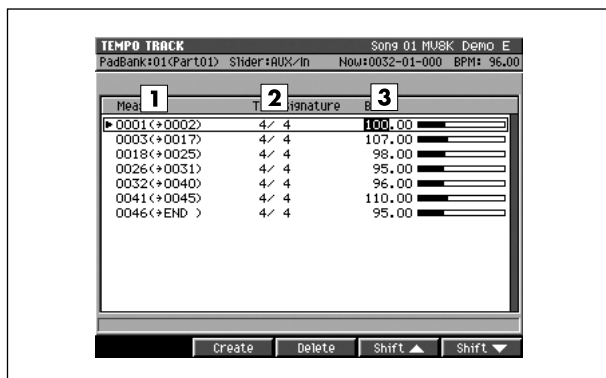 TEMPO TRACK Song 01 MV8K Demo E
PadBank:01(Part01) Slider:AUX/In Now:0032-01-000 BPM: 96.00
1 2 3
▶0001(→0002) 4/ 4 100.00
0003(→0017) 4/ 4 107.00
0018(→0025) 4/ 4 98.00
0026(→0031) 4/ 4 95.00
0032(→0040) 4/ 4 96.00
0041(→0045) 4/ 4 110.00
0046(→END ) 4/ 4 95.00
Create Delete Shift ▲ Shift ▼